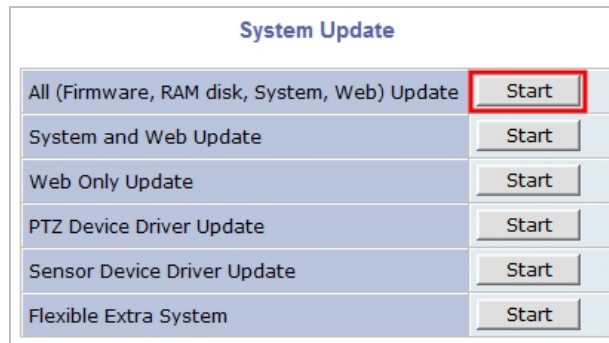 System Update
All (Firmware, RAM disk, System, Web) Update Start
System and Web Update Start
Web Only Update Start
PTZ Device Driver Update Start
Sensor Device Driver Update Start
Flexible Extra System Start